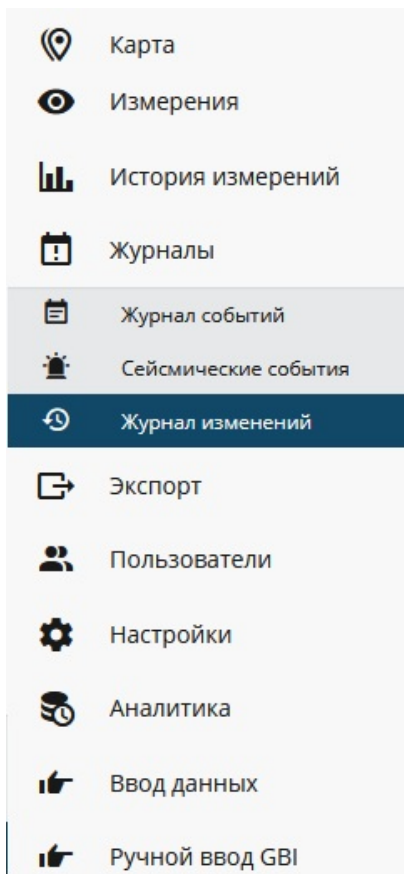 Карта
Измерения
История измерений
Журналы
Журнал событий
Сейсмические события
Журнал изменений
Экспорт
Пользователи
Настройки
Аналитика
Ввод данных
Ручной ввод GBI